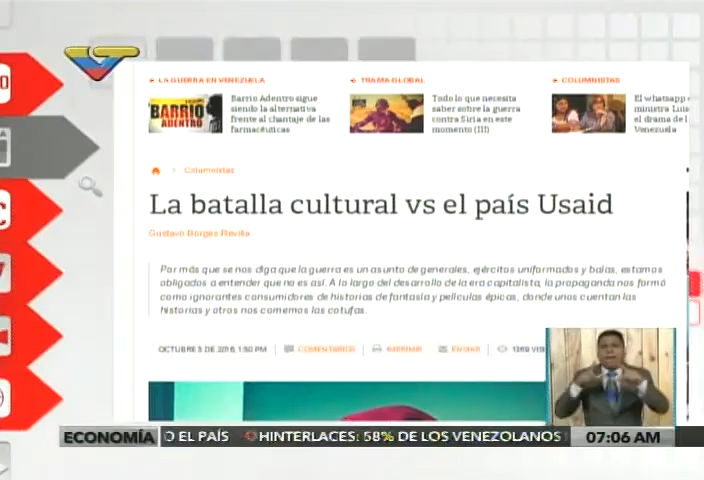 LA GUERRA EN VENEZUELA
TRAMA GLOBAL
COLUMNISTAS
BARRIO
ADENTRO
Barrio Adentro sigue
siendo la alternativa
frente al chantaje de las
farmacéuticas
Todo lo que necesita
saber sobre la guerra
contra Siria en este
momento (III)
El whatsapp
ministra Luis
el drama de l
Venezuela
Columnistas
La batalla cultural vs el país Usaid
Gustavo Borges Revilla
Por más que se nos diga que la guerra es un asunto de generales, ejércitos uniformados y balas, estamos
obligados a entender que no es así. A lo largo del desarrollo de la era capitalista, la propaganda nos formó
como ignorantes consumidores de historias de fantasía y películas épicas, donde unos cuentan las
historias y otros nos comemos las cotufas.
OCTUBRE 5 DE 2016, 1:50 PM
COMENTARIOS
IMPRIMIR
ENVIAR
1369 VIS
ECONOMÍA
O EL PAÍS
HINTERLACES: 58% DE LOS VENEZOLANOS
07:06 AM